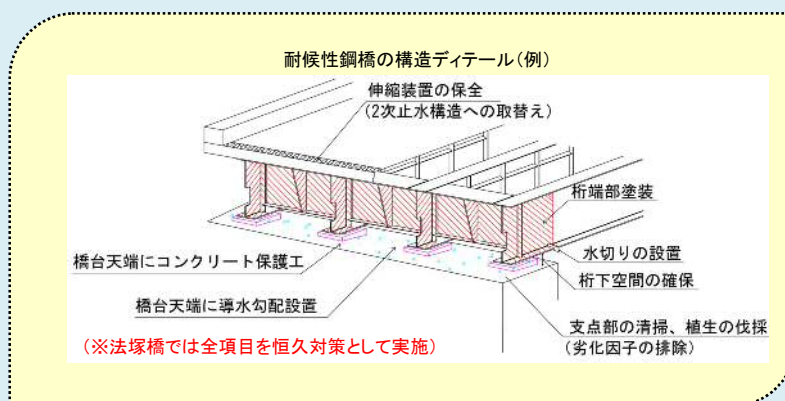 耐候性鋼橋の構造ディテール(例)
伸縮装置の保全
(2次止水構造への取替え)
桁端部塗装
水切りの設置
桁下空間の確保
橋台天端にコンクリート保護工
橋台天端に導水勾配設置
支点部の清掃、植生の伐採
(劣化因子の排除)
(※法塚橋では全項目を恒久対策として実施)